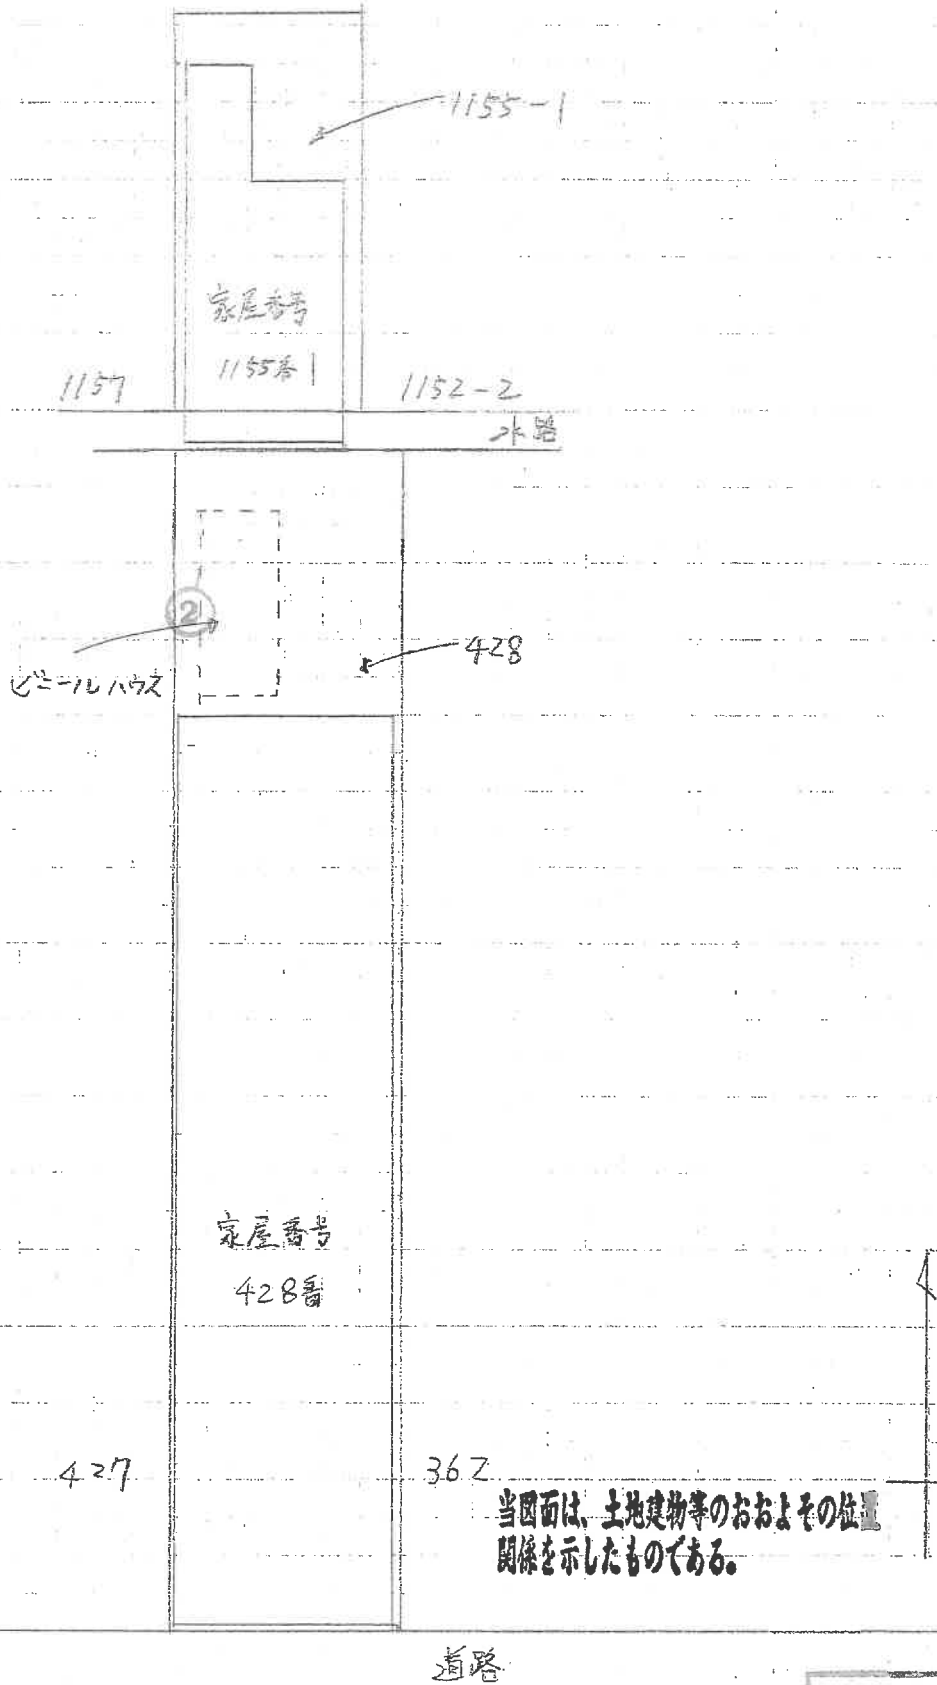 1155-1
家屋番号
1155番1
1157
1152-2
水路
②
ビニールハウス
428
家屋番号
428番
427
362
当図面は、土地建物等のおおよその位置
関係を示したものである。
道路